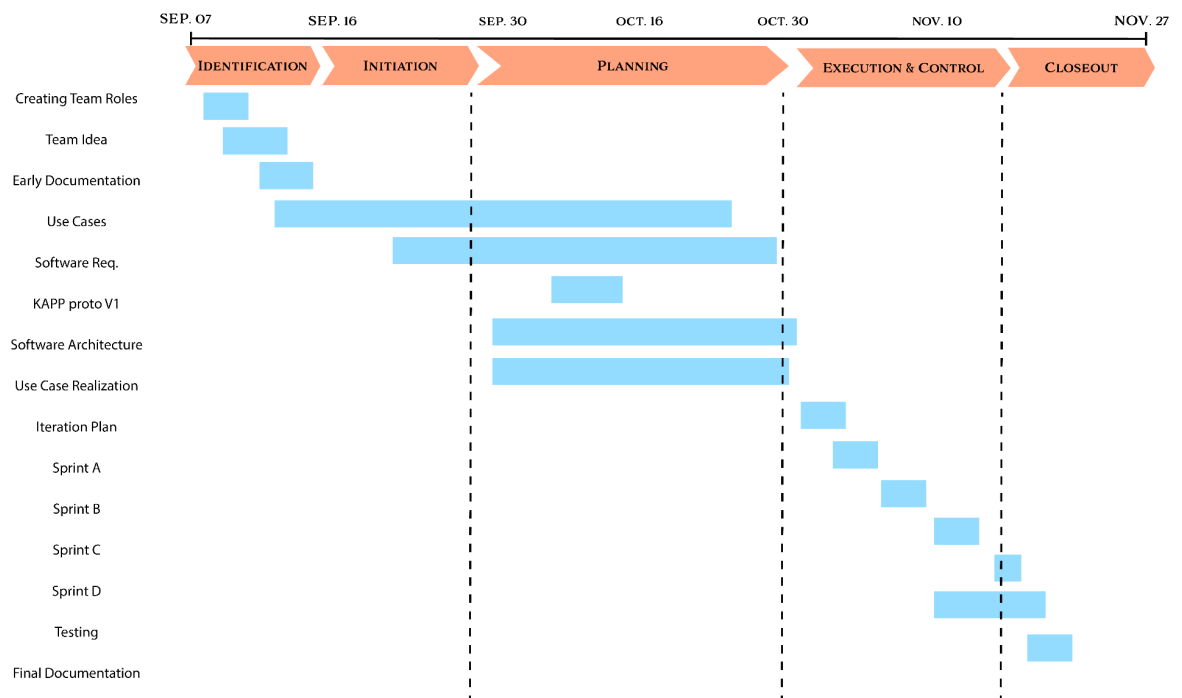 SEP. 07 SEP. 16 SEP. 30 OCT. 16 OCT. 30 NOV. 10 NOV. 27
IDENTIFICATION INITIATION PLANNING EXECUTION & CONTROL CLOSEOUT
Creating Team Roles
Team Idea
Early Documentation
Use Cases
Software Req.
KAPP proto V1
Software Architecture
Use Case Realization
Iteration Plan
Sprint A
Sprint B
Sprint C
Sprint D
Testing
Final Documentation